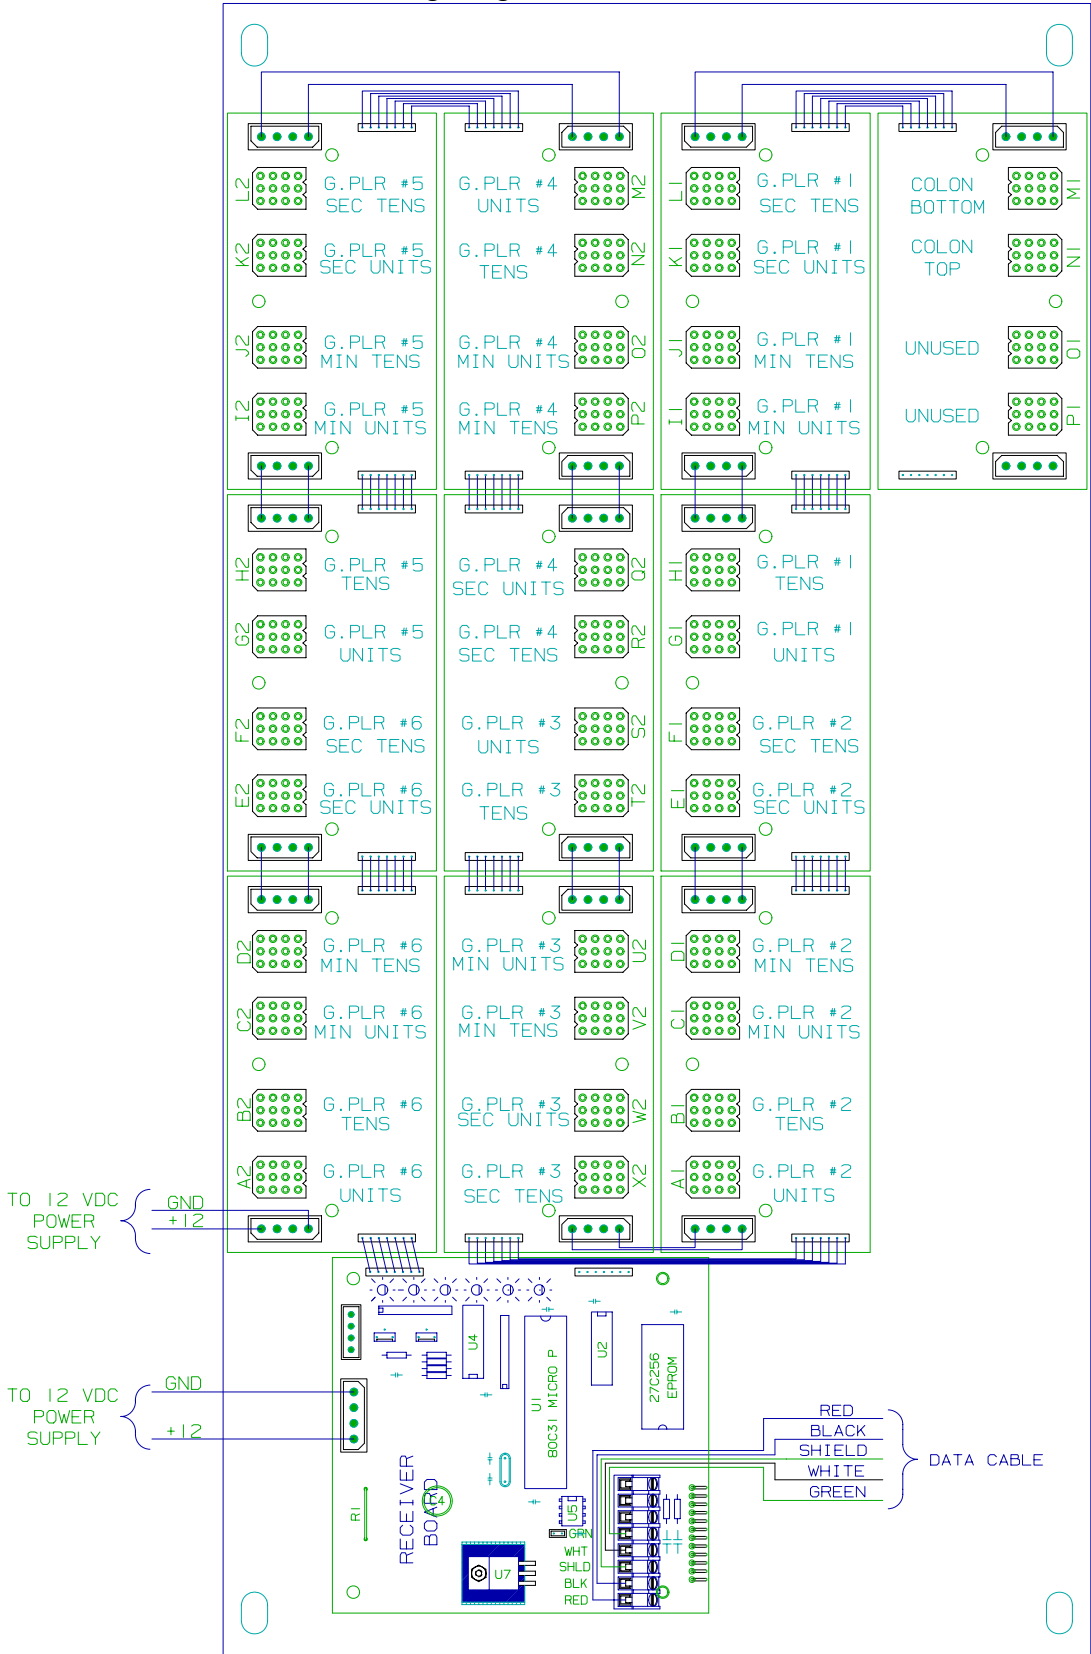 L2
G.PLR #5
SEC TENS
K2
G.PLR #5
SEC UNITS
J2
G.PLR #5
MIN TENS
I2
G.PLR #5
MIN UNITS
G.PLR #4
UNITS
M2
G.PLR #4
TENS
N2
G.PLR #4
MIN UNITS
O2
G.PLR #4
MIN TENS
P2
L1
G.PLR #1
SEC TENS
K1
G.PLR #1
SEC UNITS
J1
G.PLR #1
MIN TENS
I1
G.PLR #1
MIN UNITS
COLON
BOTTOM
M1
COLON
TOP
N1
UNUSED
O1
UNUSED
P1
H2
G.PLR #5
TENS
G2
G.PLR #5
UNITS
F2
G.PLR #6
SEC TENS
E2
G.PLR #6
SEC UNITS
G.PLR #4
SEC UNITS
Q2
G.PLR #4
SEC TENS
R2
G.PLR #3
UNITS
S2
G.PLR #3
TENS
T2
H1
G.PLR #1
TENS
G1
G.PLR #1
UNITS
F1
G.PLR #2
SEC TENS
E1
G.PLR #2
SEC UNITS
D2
G.PLR #6
MIN TENS
C2
G.PLR #6
MIN UNITS
B2
G.PLR #6
TENS
A2
G.PLR #6
UNITS
G.PLR #3
MIN UNITS
U2
G.PLR #3
MIN TENS
V2
G.PLR #3
SEC UNITS
W2
G.PLR #3
SEC TENS
X2
D1
G.PLR #2
MIN TENS
C1
G.PLR #2
MIN UNITS
B1
G.PLR #2
TENS
A1
G.PLR #2
UNITS
TO 12 VDC
POWER
SUPPLY
GND
+12
TO 12 VDC
POWER
SUPPLY
GND
+12
U4
U1
80C31 MICRO P
U2
27C256
EPROM
R1
RECEIVER
BOARD
C4
U5
U7
GRN
WHT
SHLD
BLK
RED
RED
BLACK
SHIELD
WHITE
GREEN
DATA CABLE